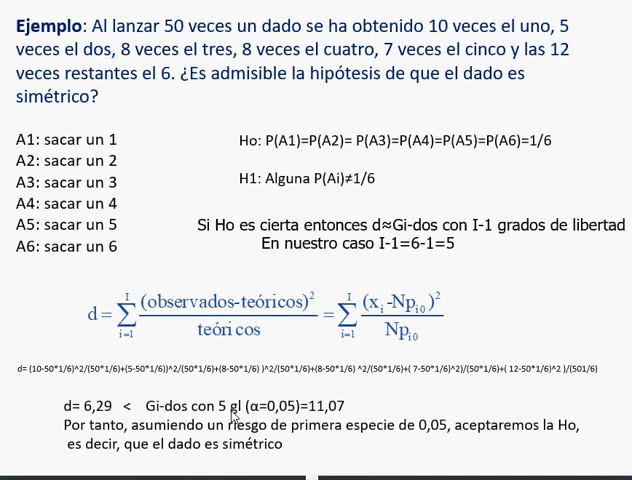 Ejemplo: Al lanzar 50 veces un dado se ha obtenido 10 veces el uno, 5
veces el dos, 8 veces el tres, 8 veces el cuatro, 7 veces el cinco y las 12
veces restantes el 6. ¿Es admisible la hipótesis de que el dado es
simétrico?
A1: sacar un 1
A2: sacar un 2
A3: sacar un 3
A4: sacar un 4
A5: sacar un 5
A6: sacar un 6
Ho: P(A1)=P(A2)= P(A3)=P(A4)=P(A5)=P(A6)=1/6
H1: Alguna P(Ai)≠1/6
Si Ho es cierta entonces d≈Gi-dos con I-1 grados de libertad
En nuestro caso I-1=6-1=5
d = ∑_{i=1}^{I} (observados-teóricos)²/teóricos = ∑_{i=1}^{I} (x_i-Np_{i0})²/Np_{i0}
d= (10-50*1/6)^2/(50*1/6)+(5-50*1/6))^2/(50*1/6)+(8-50*1/6) )^2/(50*1/6)+(8-50*1/6) ^2/(50*1/6)+( 7-50*1/6)^2)/(50*1/6)+( 12-50*1/6)^2 )/(501/6)
d= 6,29 < Gi-dos con 5 gl (α=0,05)=11,07
Por tanto, asumiendo un riesgo de primera especie de 0,05, aceptaremos la Ho,
es decir, que el dado es simétrico